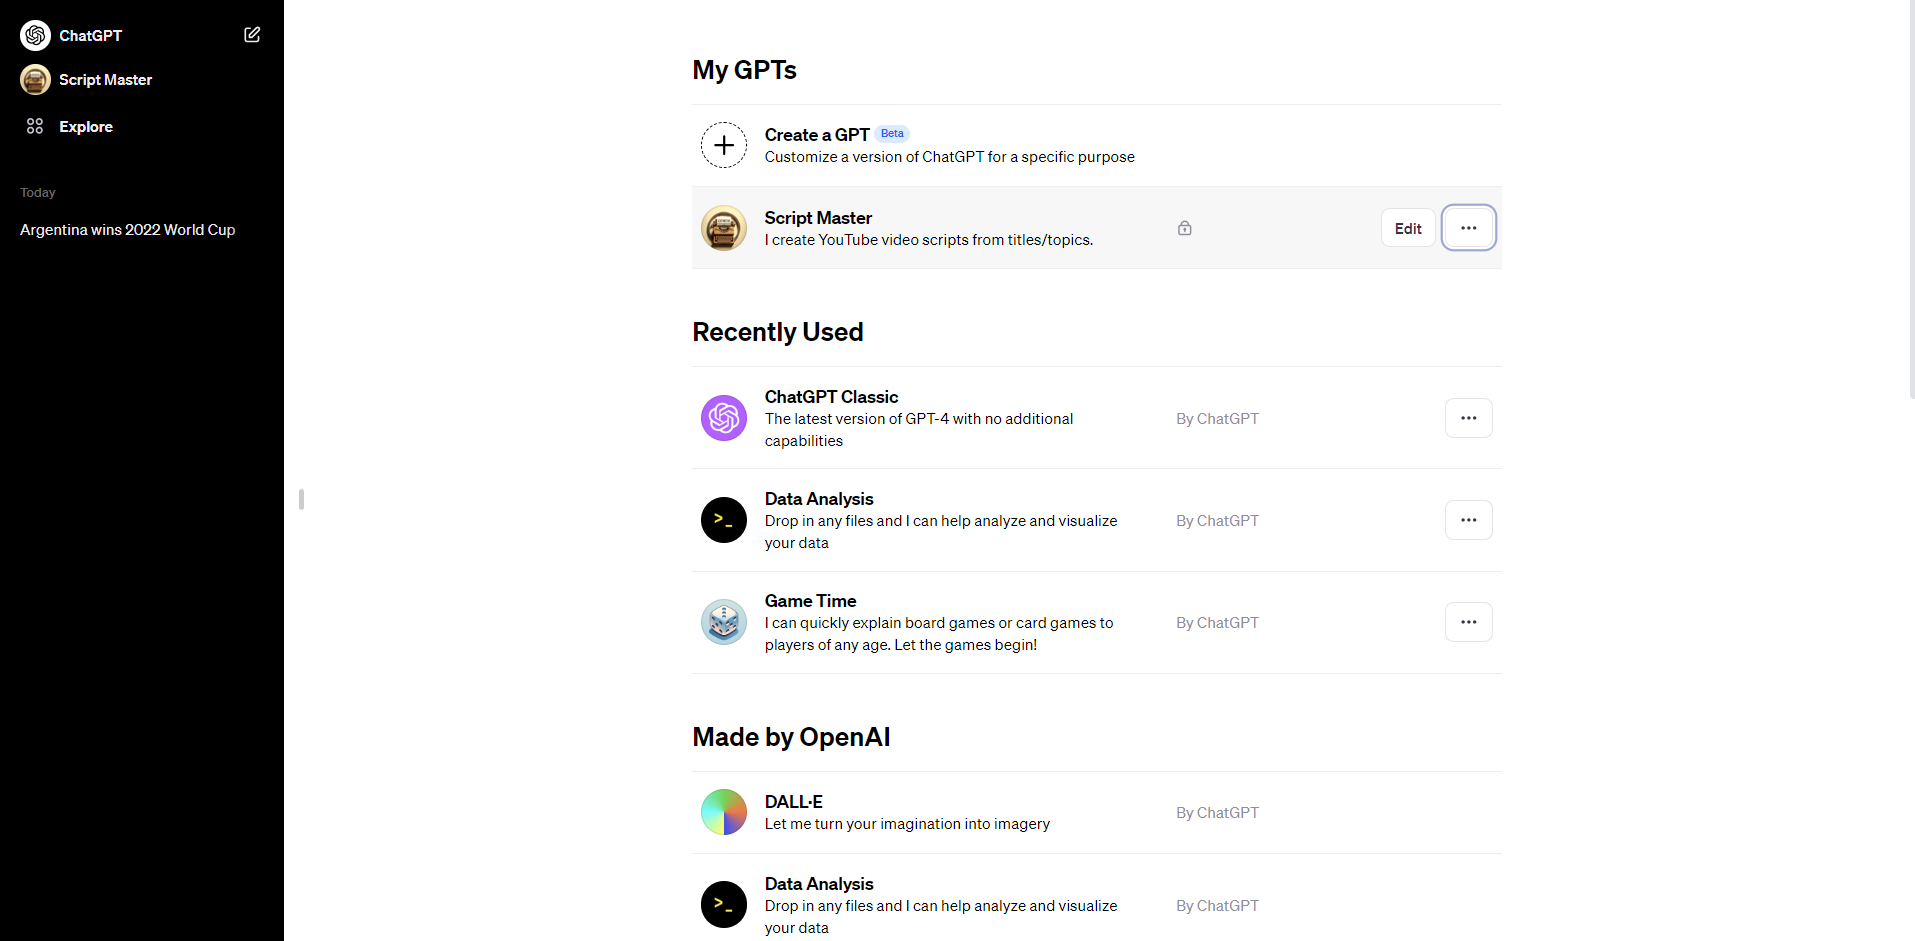 ChatGPT
Script Master
Explore
Today
Argentina wins 2022 World Cup
My GPTs
Create a GPT Beta
Customize a version of ChatGPT for a specific purpose
Script Master
I create YouTube video scripts from titles/topics.
Edit
Recently Used
ChatGPT Classic
The latest version of GPT-4 with no additional
capabilities
By ChatGPT
Data Analysis
Drop in any files and I can help analyze and visualize
your data
By ChatGPT
Game Time
I can quickly explain board games or card games to
players of any age. Let the games begin!
By ChatGPT
Made by OpenAI
DALL·E
Let me turn your imagination into imagery
By ChatGPT
Data Analysis
Drop in any files and I can help analyze and visualize
your data
By ChatGPT